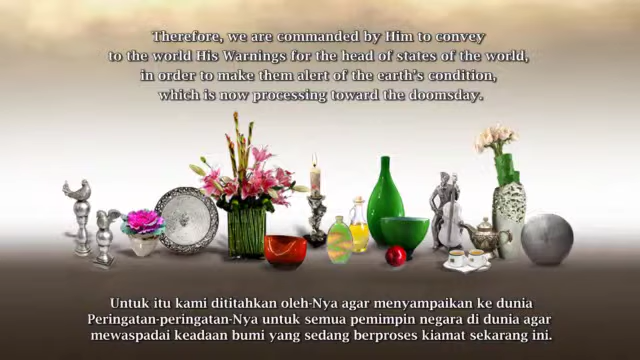 Therefore, we are commanded by Him to convey
to the world His Warnings for the head of states of the world,
in order to make them alert of the earth's condition,
which is now processing toward the doomsday.
Untuk itu kami dititahkan oleh-Nya agar menyampaikan ke dunia
Peringatan-peringatan-Nya untuk semua pemimpin negara di dunia agar
mewaspadai keadaan bumi yang sedang berproses kiamat sekarang ini.